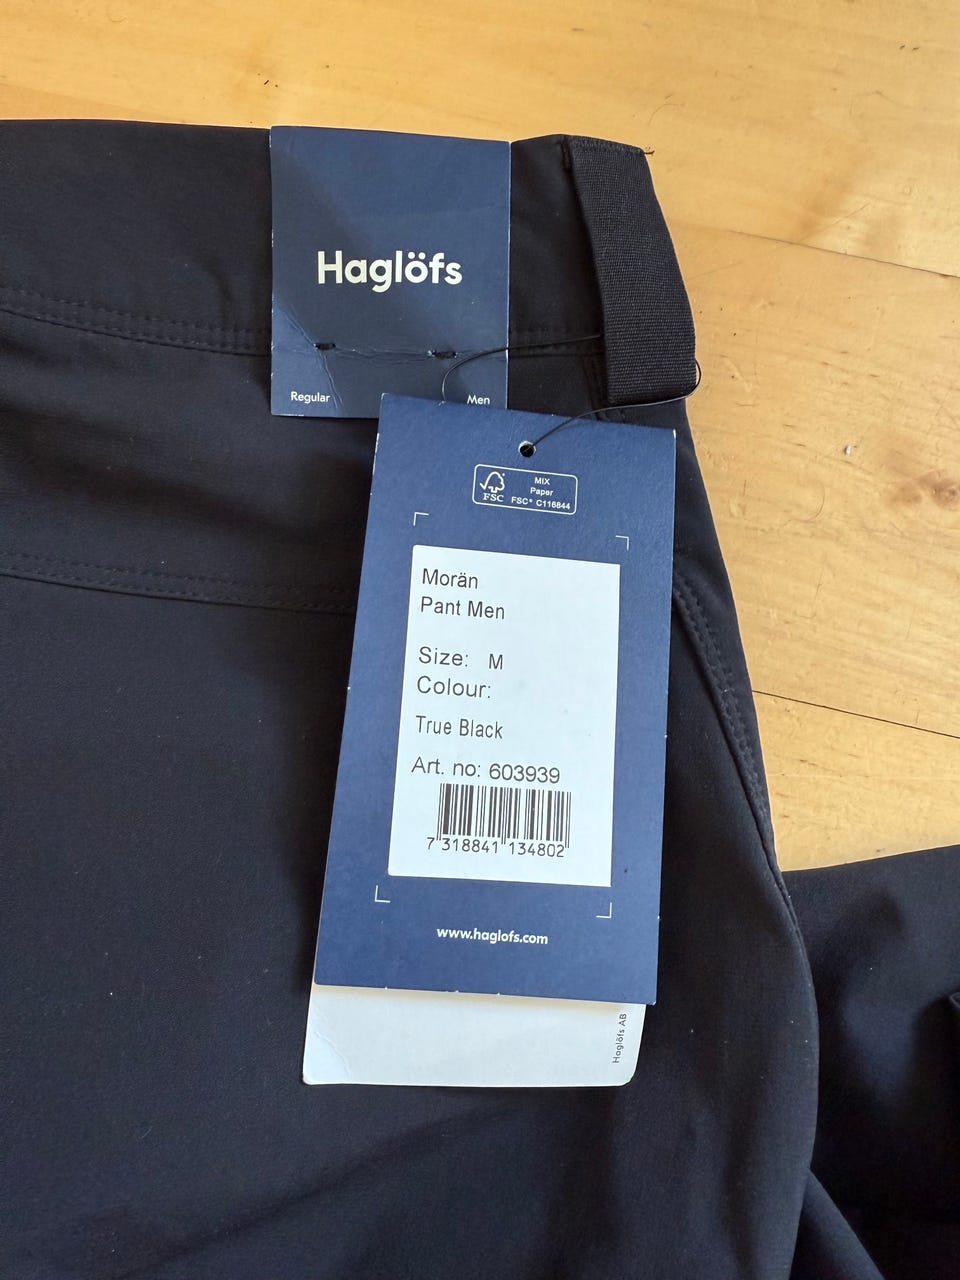 Haglöfs
Regular Men
FSC
MIX
Paper
FSC® C116844
Morän
Pant Men
Size: M
Colour:
True Black
Art. no: 603939
7 318841 134802
www.haglofs.com
Haglöfs AB